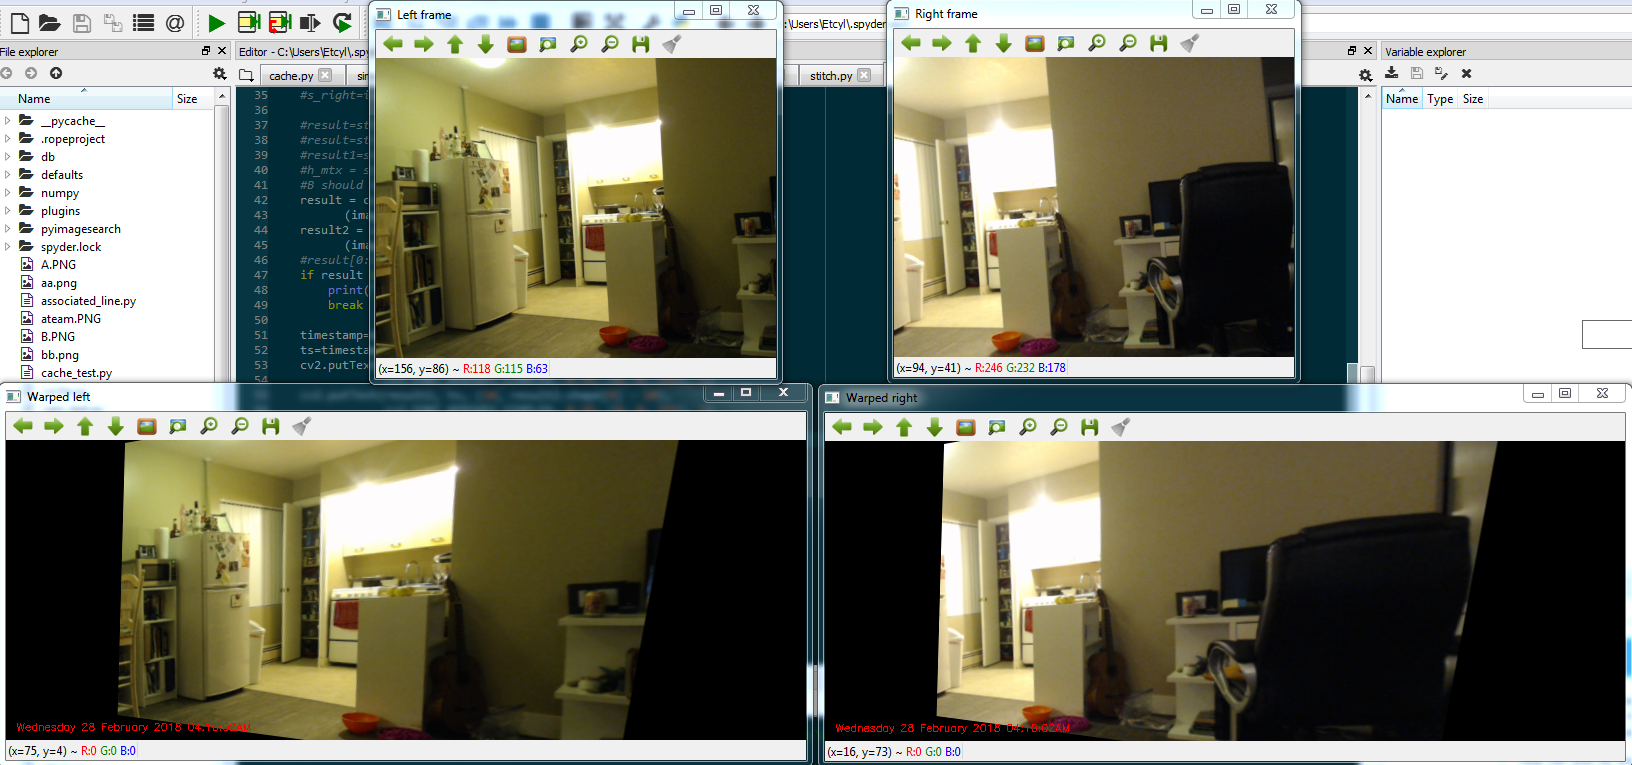 Left frame
Right frame
File explorer
Editor - C:\Users\Etcyl\.spy
:\Users\Etcyl\.spyder
Variable explorer
cache.py
stitch.py
Name
Size
Name Type Size
__pycache__
.ropeproject
db
defaults
numpy
plugins
pyimagesearch
spyder.lock
A.PNG
aa.png
associated_line.py
ateam.PNG
B.PNG
bb.png
cache_test.py
35 #s_right=i
36
37 #result=st
38 #result=st
39 #result1=s
40 #h_mtx = s
41 #B should
42 result = c
43 (ima
44 result2 =
45 (ima
46 #result[0:
47 if result
48 print(
49 break
50
51 timestamp=
52 ts=timesta
53 cv2.putTex
(x=156, y=86) ~ R:118 G:115 B:63
(x=94, y=41) ~ R:246 G:232 B:178
Warped left
Warped right
Wednesday 28 February 2018
Wednesday 28 February 2018
(x=75, y=4) ~ R:0 G:0 B:0
(x=16, y=73) ~ R:0 G:0 B:0